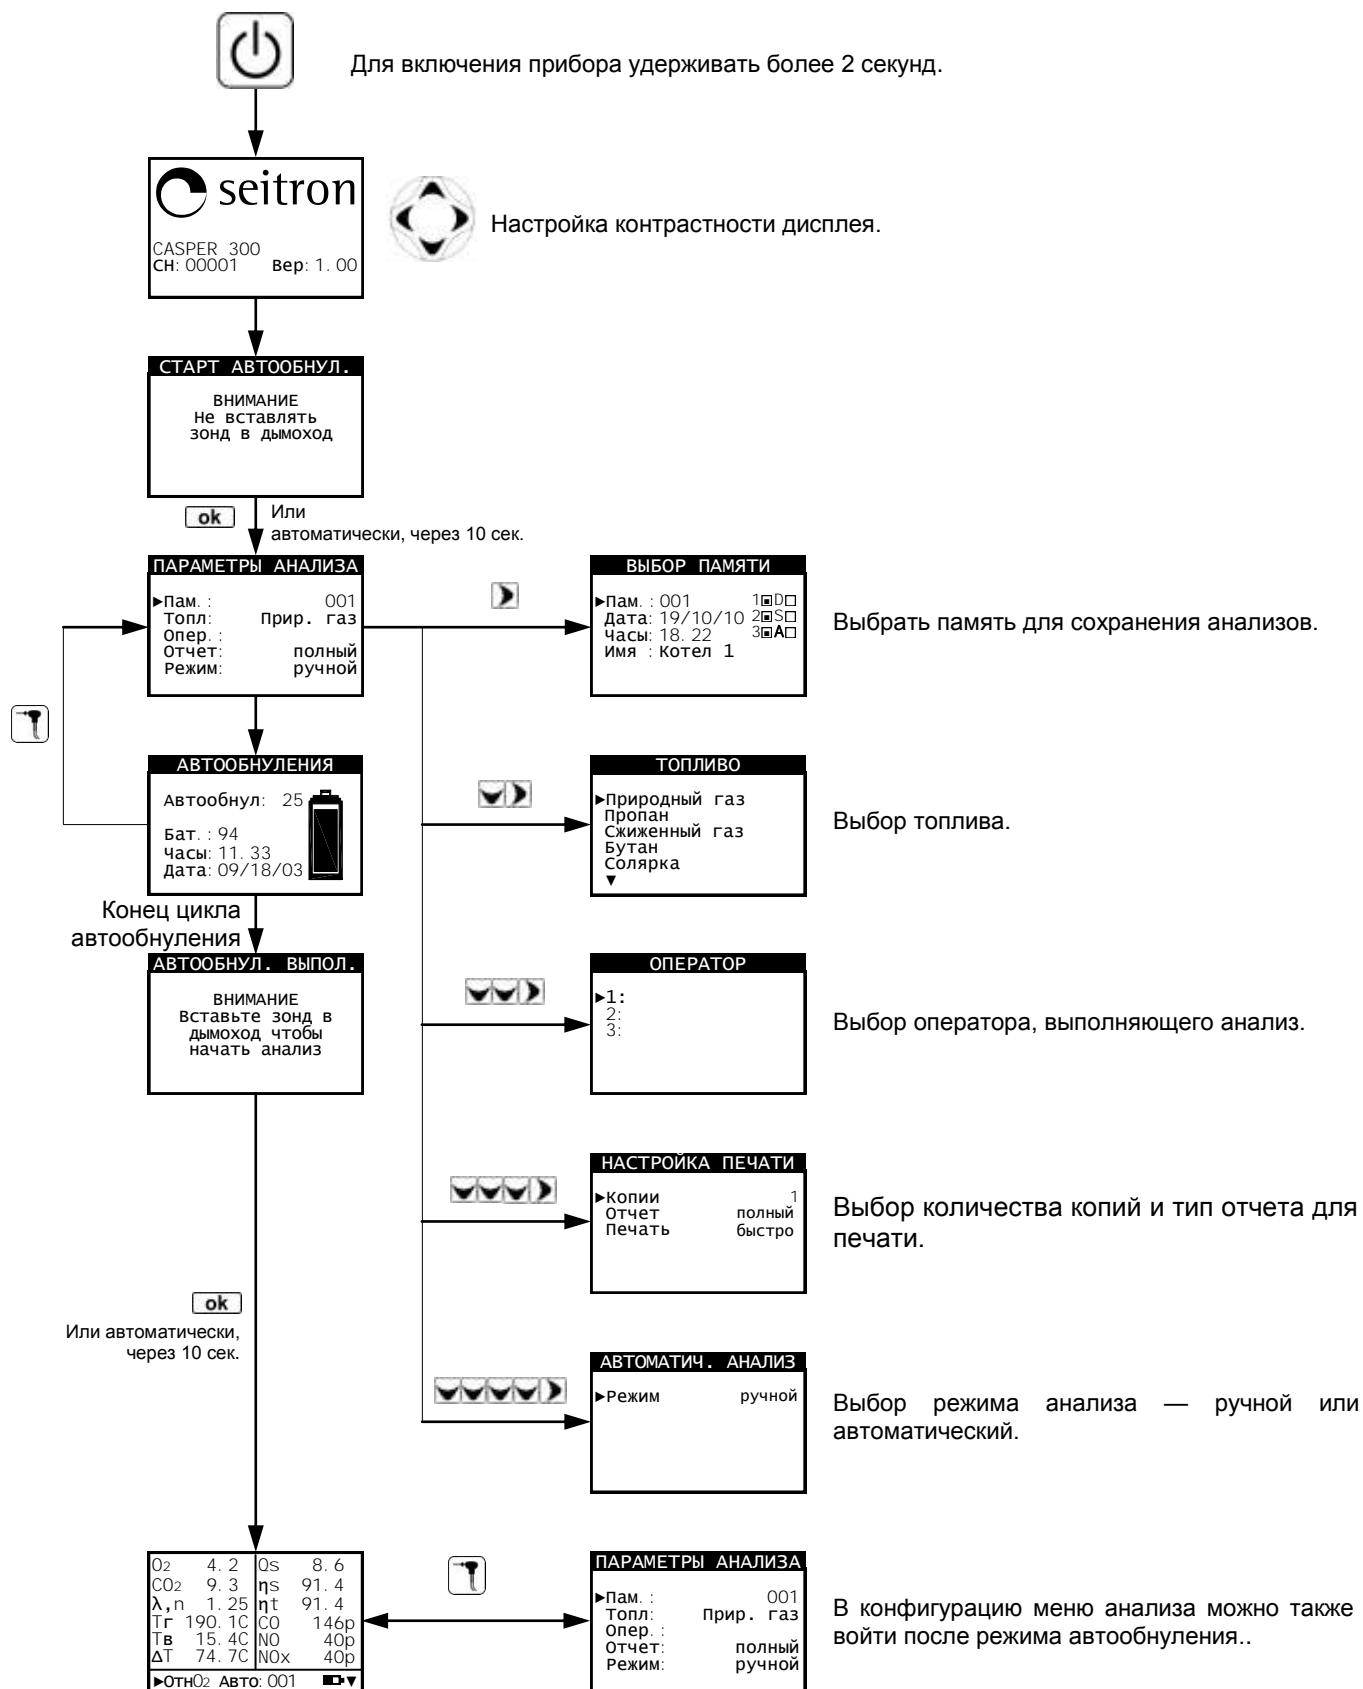 Для включения прибора удерживать более 2 секунд.
seitron
CASPER 300
СН: 00001 Вер: 1.00
Настройка контрастности дисплея.
СТАРТ АВТООБНУЛ.
ВНИМАНИЕ
Не вставлять
зонд в дымоход
ok
Или
автоматически, через 10 сек.
ПАРАМЕТРЫ АНАЛИЗА
▶Пам.: 001
Топл: Прир. газ
Опер.:
Отчет: полный
Режим: ручной
ВЫБОР ПАМЯТИ
▶Пам.: 001 1▣D□
Дата: 19/10/10 2▣S□
Часы: 18.22 3▣A□
Имя : Котел 1
Выбрать память для сохранения анализов.
АВТООБНУЛЕНИЯ
Автообнул: 25
Бат.: 94
Часы: 11.33
Дата: 09/18/03
ТОПЛИВО
▶Природный газ
Пропан
Сжиженный газ
Бутан
Солярка
▼
Выбор топлива.
Конец цикла
автообнуления
АВТООБНУЛ. ВЫПОЛ.
ВНИМАНИЕ
Вставьте зонд в
дымоход чтобы
начать анализ
ОПЕРАТОР
▶1:
2:
3:
Выбор оператора, выполняющего анализ.
НАСТРОЙКА ПЕЧАТИ
▶Копии 1
Отчет полный
Печать быстро
Выбор количества копий и тип отчета для
печати.
ok
Или автоматически,
через 10 сек.
АВТОМАТИЧ. АНАЛИЗ
▶Режим ручной
Выбор режима анализа — ручной или
автоматический.
O2 4.2 Qs 8.6
CO2 9.3 ηs 91.4
λ,n 1.25 ηt 91.4
Тг 190.1C CO 146p
Тв 15.4C NO 40p
ΔT 74.7C NOx 40p
▶ОтнO2 Авто: 001 ▼
ПАРАМЕТРЫ АНАЛИЗА
▶Пам.: 001
Топл: Прир. газ
Опер.:
Отчет: полный
Режим: ручной
В конфигурацию меню анализа можно также
войти после режима автообнуления..